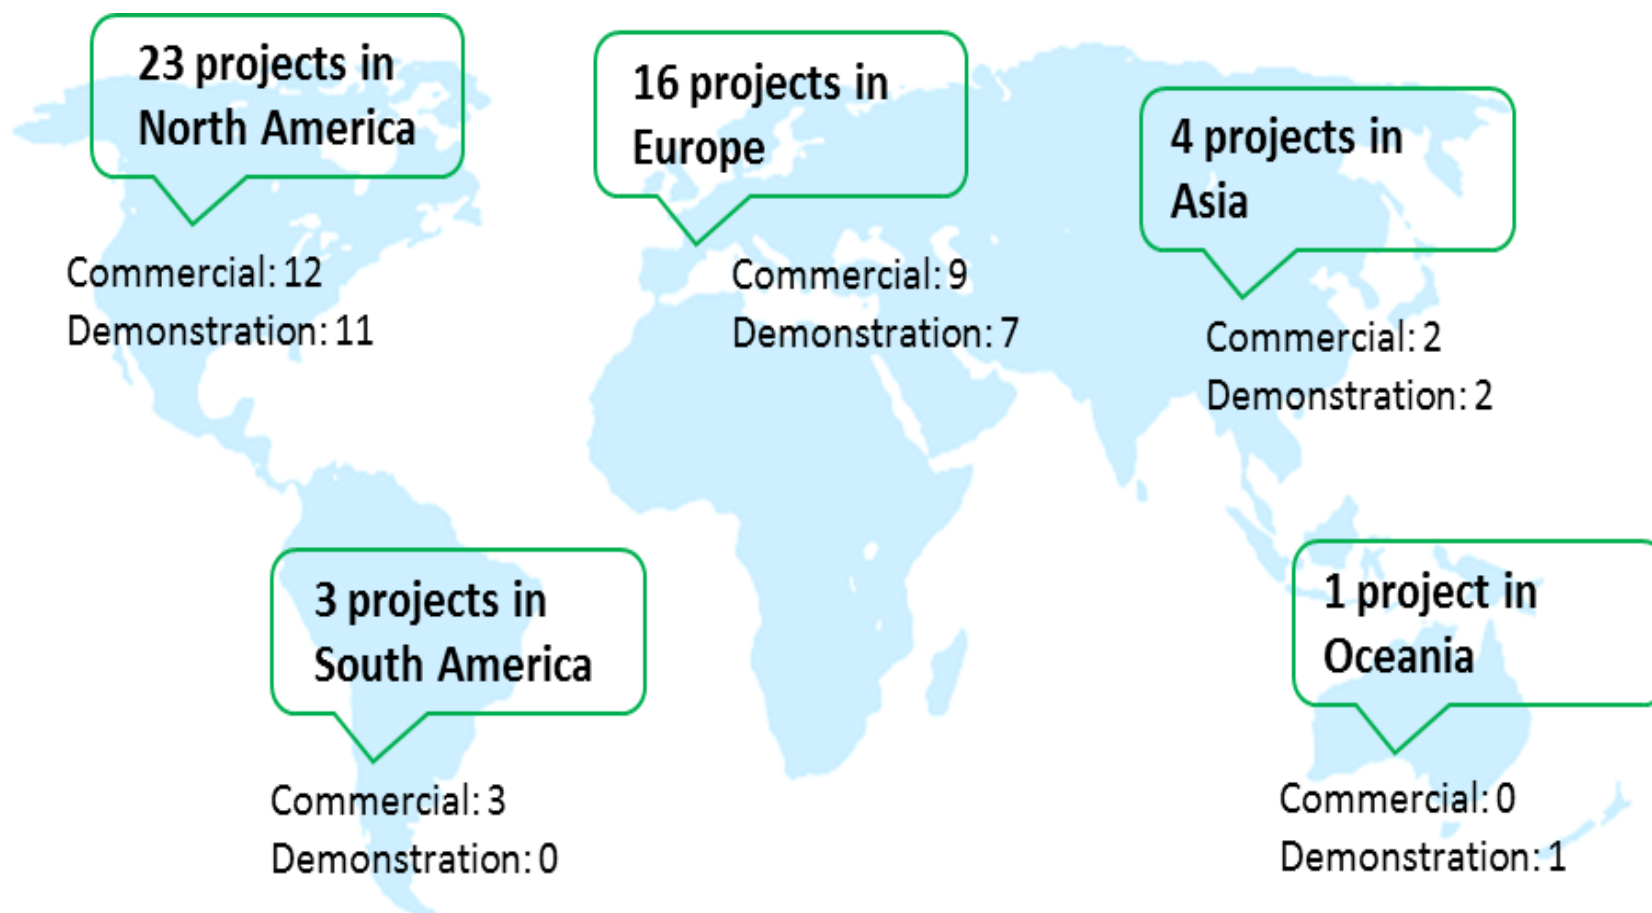 23 projects in
North America
Commercial: 12
Demonstration: 11
16 projects in
Europe
Commercial: 9
Demonstration: 7
4 projects in
Asia
Commercial: 2
Demonstration: 2
3 projects in
South America
Commercial: 3
Demonstration: 0
1 project in
Oceania
Commercial: 0
Demonstration: 1